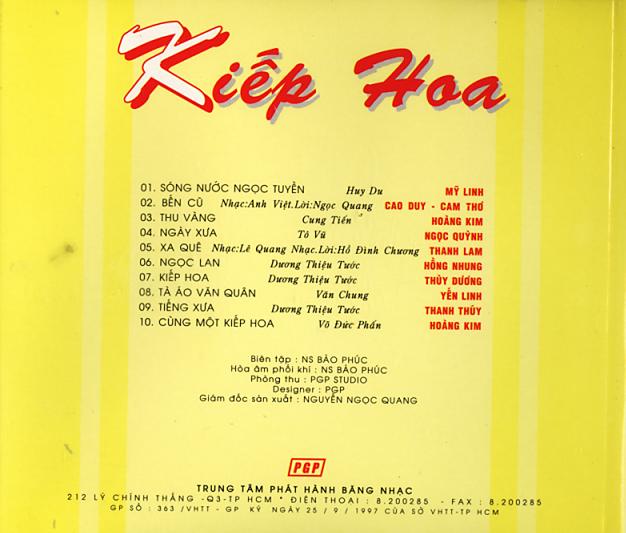 Kiếp Hoa
01. SÓNG NƯỚC NGỌC TUYỀN Huy Du MỸ LINH
02. BẾN CŨ Nhạc:Anh Việt.Lời:Ngọc Quang CAO DUY - CAM THƠ
03. THU VÀNG Cung Tiến HOÀNG KIM
04. NGÀY XƯA Tô Vũ NGỌC QUỲNH
05. XA QUÊ Nhạc:Lê Quang Nhạc.Lời:Hồ Đình Chương THANH LAM
06. NGỌC LAN Dương Thiệu Tước HỒNG NHUNG
07. KIẾP HOA Dương Thiệu Tước THÙY DƯƠNG
08. TÀ ÁO VĂN QUÂN Văn Chung YẾN LINH
09. TIẾNG XƯA Dương Thiệu Tước THANH THÚY
10. CÙNG MỘT KIẾP HOA Võ Đức Phấn HOÀNG KIM
Biên tập : NS BẢO PHÚC
Hòa âm phối khí : NS BẢO PHÚC
Phòng thu : PGP STUDIO
Designer : PGP
Giám đốc sản xuất : NGUYỄN NGỌC QUANG
PGP
TRUNG TÂM PHÁT HÀNH BĂNG NHẠC
212 LÝ CHÍNH THẮNG -Q3-TP HCM * ĐIỆN THOẠI : 8.200285 - FAX : 8.200285
GP SỐ : 363 /VHTT - GP KÝ NGÀY 25 / 9 / 1997 CỦA SỞ VHTT-TP HCM